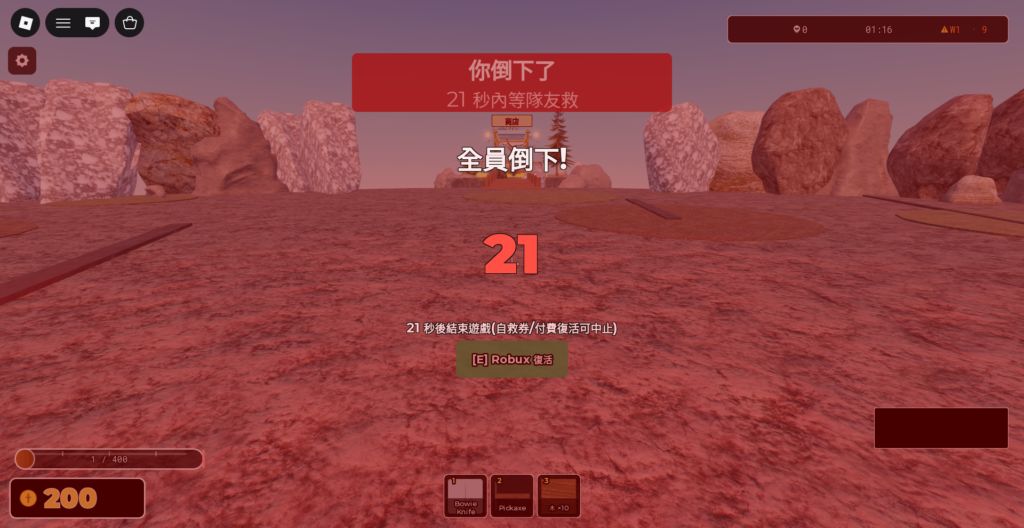 💀0 01:16 ▲W1 · 9
你倒下了
21 秒內等隊友救
商店
全員倒下!
21
21 秒後結束遊戲(自救券/付費復活可中止)
[E] Robux 復活
1 / 400
200
1 2 3
Bowie Knife
Pickaxe
×10